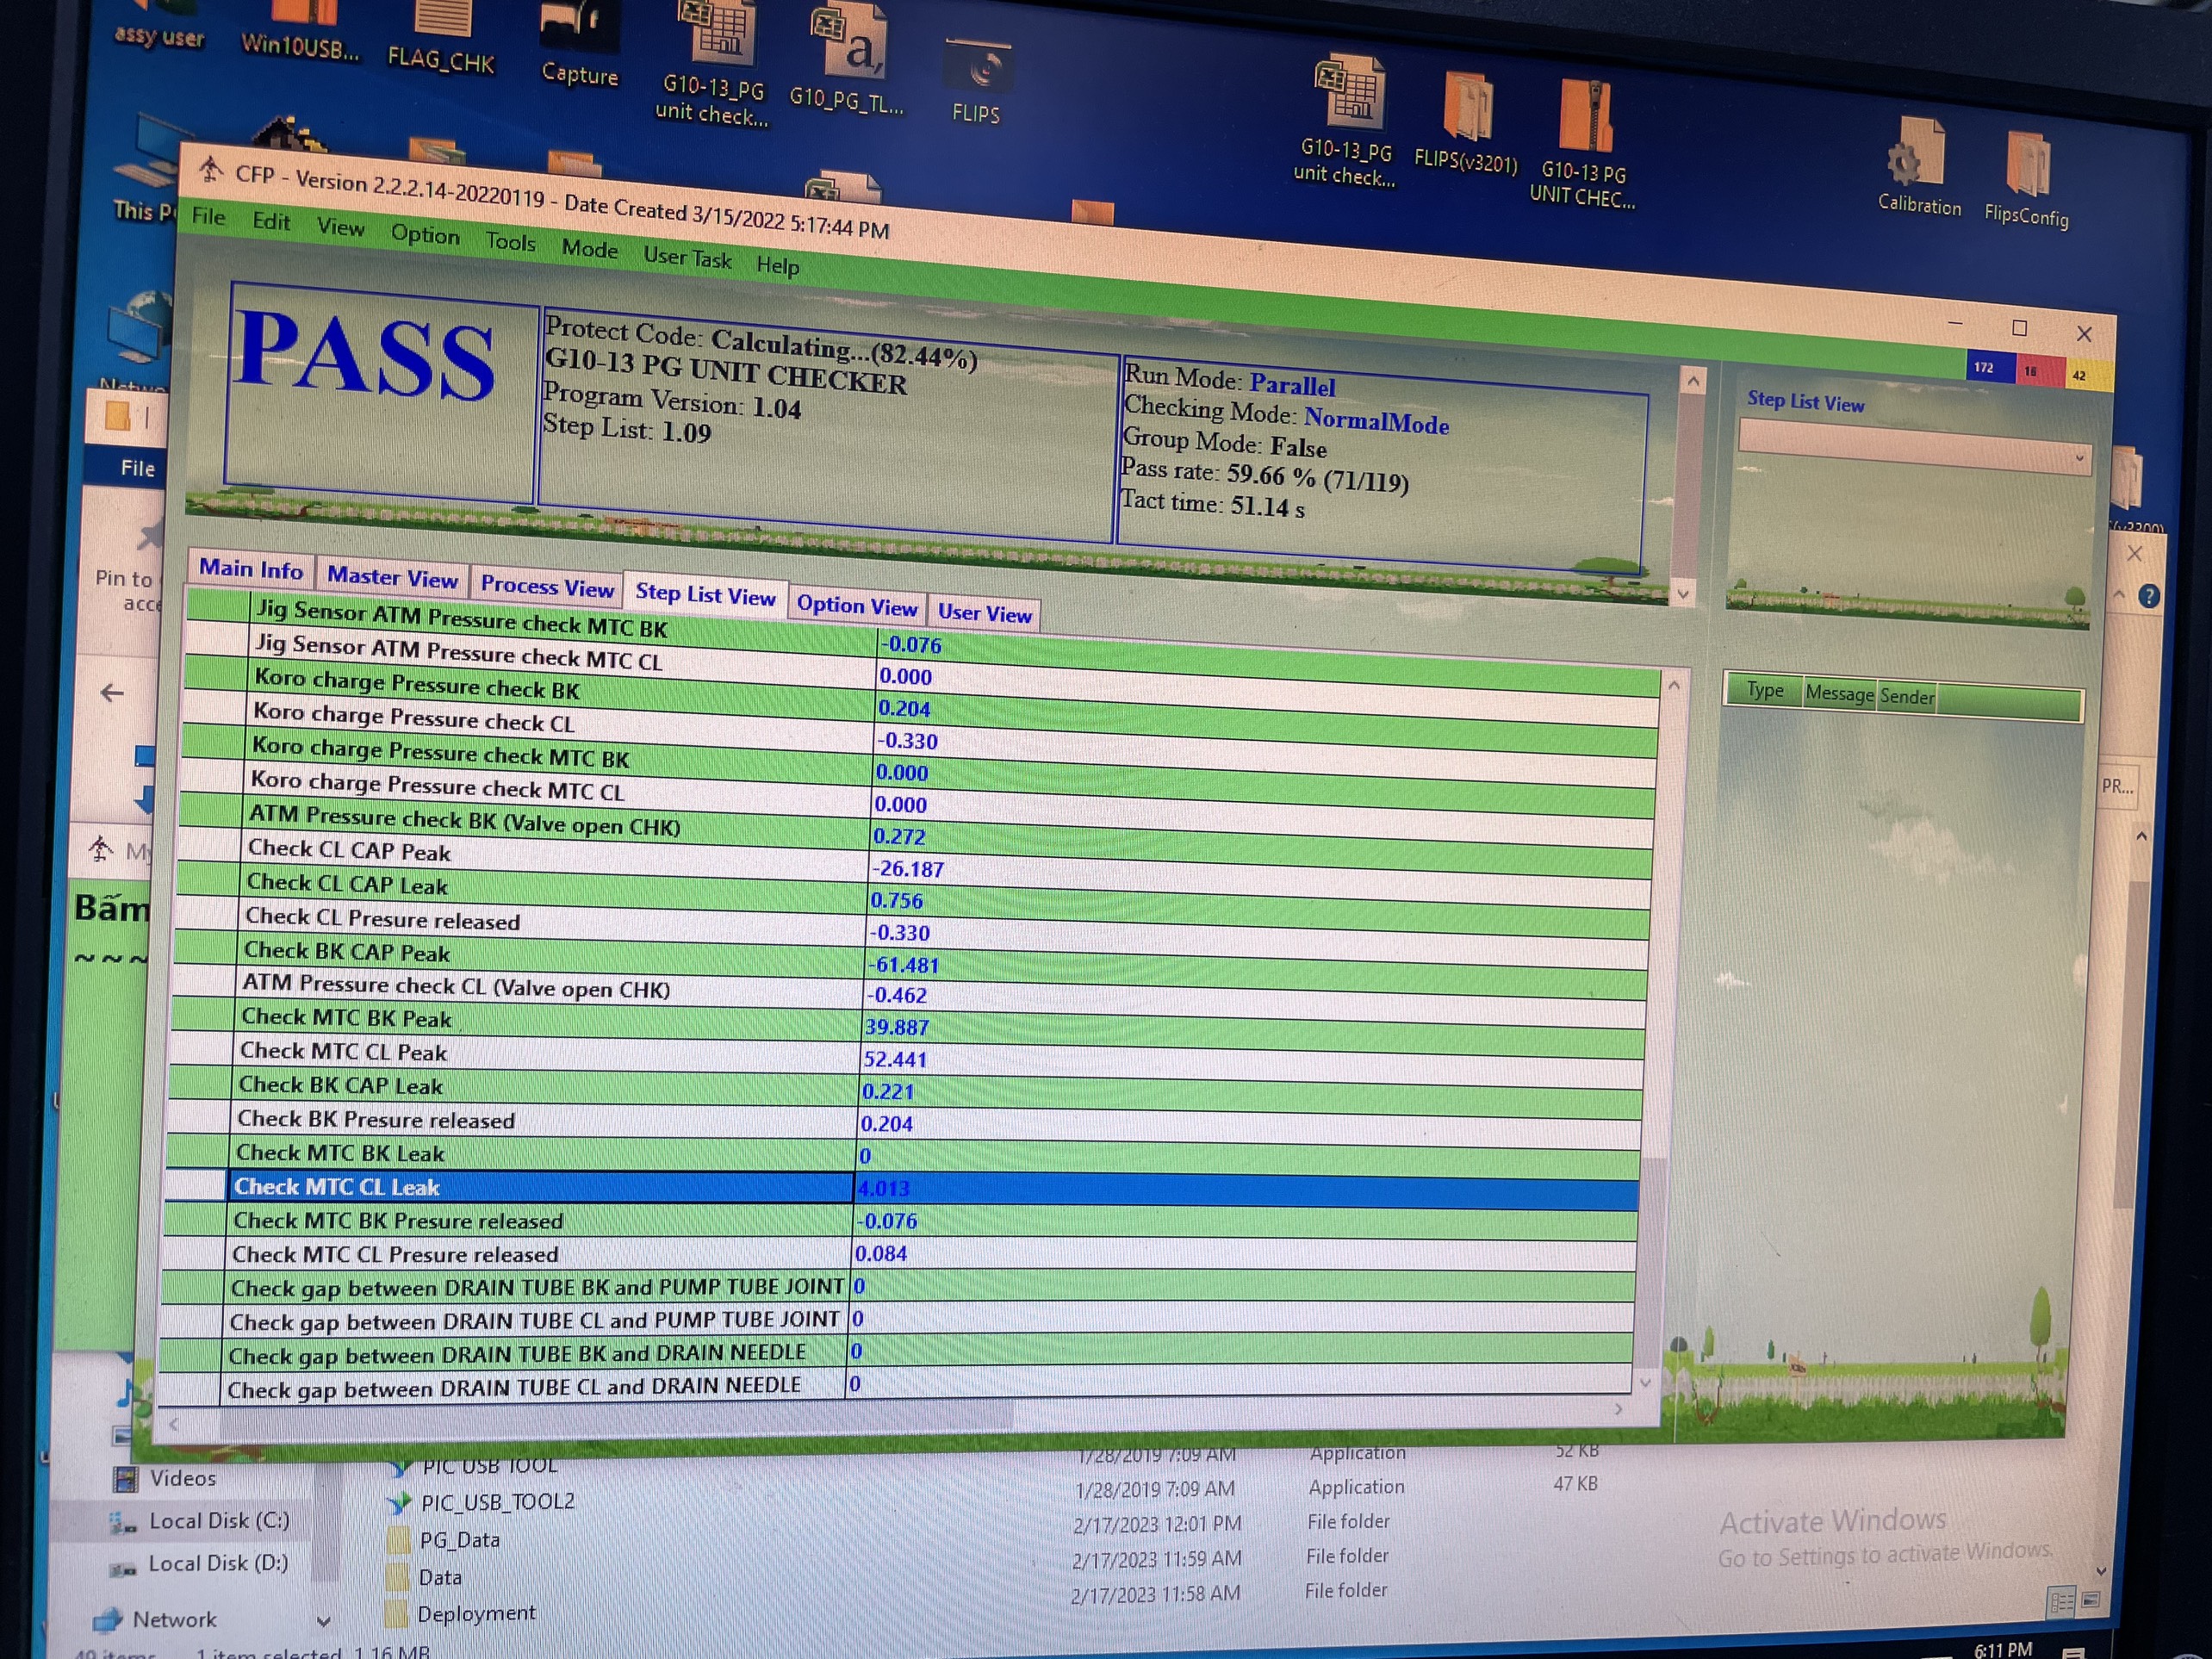 assy user
Win10USB...
FLAG_CHK
Capture
G10-13_PG
unit check...
G10_PG_TL...
FLIPS
G10-13_PG
unit check...
FLIPS(v3201)
G10-13 PG
UNIT CHEC...
Calibration
FlipsConfig
This P
CFP - Version 2.2.2.14-20220119 - Date Created 3/15/2022 5:17:44 PM
File Edit View Option Tools Mode User Task Help
172 16 42
PASS
Protect Code: Calculating...(82.44%)
G10-13 PG UNIT CHECKER
Program Version: 1.04
Step List: 1.09
Run Mode: Parallel
Checking Mode: NormalMode
Group Mode: False
Pass rate: 59.66 % (71/119)
Tact time: 51.14 s
Step List View
File
Pin to
acce
Main Info Master View Process View Step List View Option View User View
Jig Sensor ATM Pressure check MTC BK -0.076
Jig Sensor ATM Pressure check MTC CL 0.000
Koro charge Pressure check BK 0.204
Koro charge Pressure check CL -0.330
Koro charge Pressure check MTC BK 0.000
Koro charge Pressure check MTC CL 0.000
ATM Pressure check BK (Valve open CHK) 0.272
Check CL CAP Peak -26.187
Check CL CAP Leak 0.756
Check CL Presure released -0.330
Check BK CAP Peak -61.481
ATM Pressure check CL (Valve open CHK) -0.462
Check MTC BK Peak 39.887
Check MTC CL Peak 52.441
Check BK CAP Leak 0.221
Check BK Presure released 0.204
Check MTC BK Leak 0
Check MTC CL Leak 4.013
Check MTC BK Presure released -0.076
Check MTC CL Presure released 0.084
Check gap between DRAIN TUBE BK and PUMP TUBE JOINT 0
Check gap between DRAIN TUBE CL and PUMP TUBE JOINT 0
Check gap between DRAIN TUBE BK and DRAIN NEEDLE 0
Check gap between DRAIN TUBE CL and DRAIN NEEDLE 0
Type Message Sender
PR...
My
Bấm
~~~
PIC USB TOOL 1/28/2019 7:09 AM Application 52 KB
PIC_USB_TOOL2 1/28/2019 7:09 AM Application 47 KB
PG_Data 2/17/2023 12:01 PM File folder
Data 2/17/2023 11:59 AM File folder
Deployment 2/17/2023 11:58 AM File folder
Videos
Local Disk (C:)
Local Disk (D:)
Network
1 item selected 1.16 MB
Activate Windows
Go to Settings to activate Windows.
6:11 PM